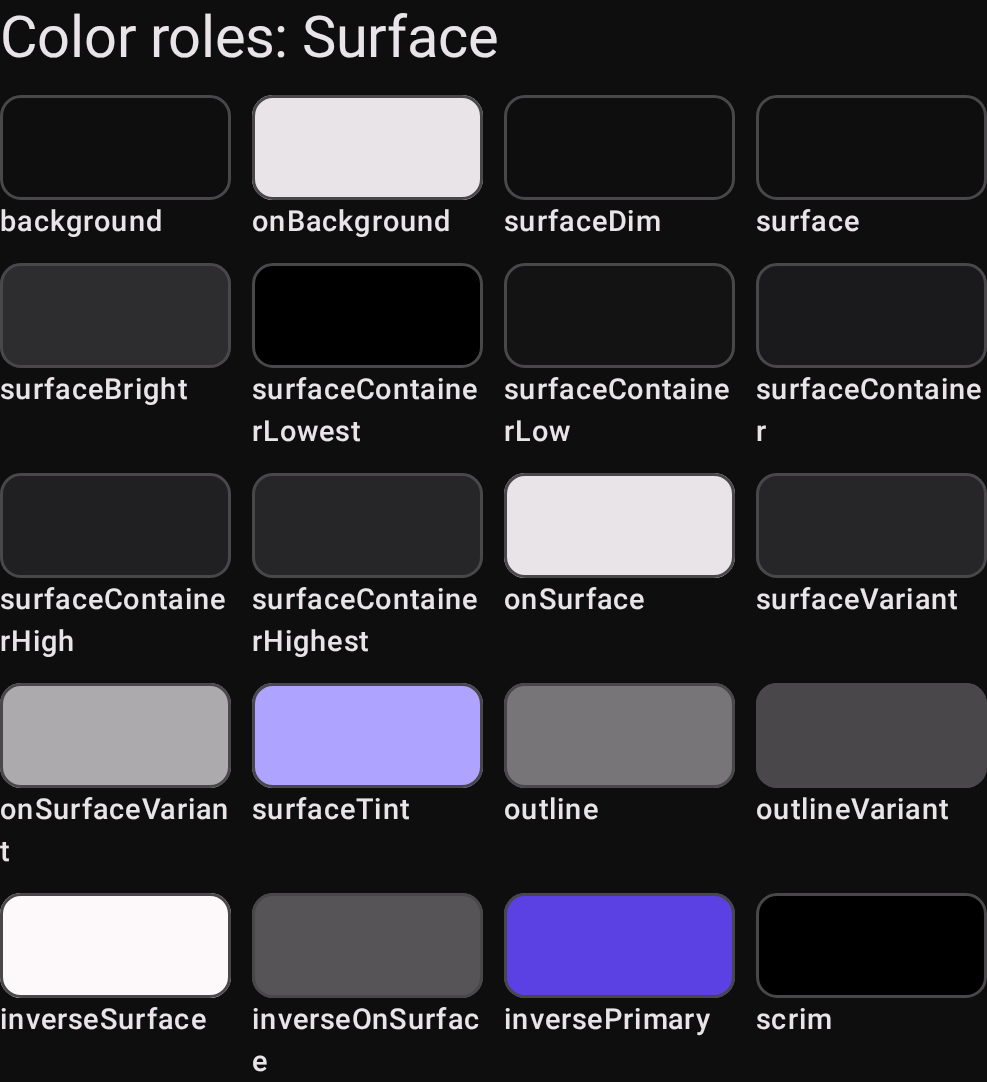 Color roles: Surface
background
onBackground
surfaceDim
surface
surfaceBright
surfacecontaine
rLowest
surfaceContaine
rLow
surfaceContaine
r
surfaceContaine
rHigh
surfaceContaine
rHighest
onSurface
surfaceVariant
onSurfaceVarian
t
surfaceTint
outline
outlineVariant
inverseSurface
inverseOnSurfac
e
inversePrimary
scrim